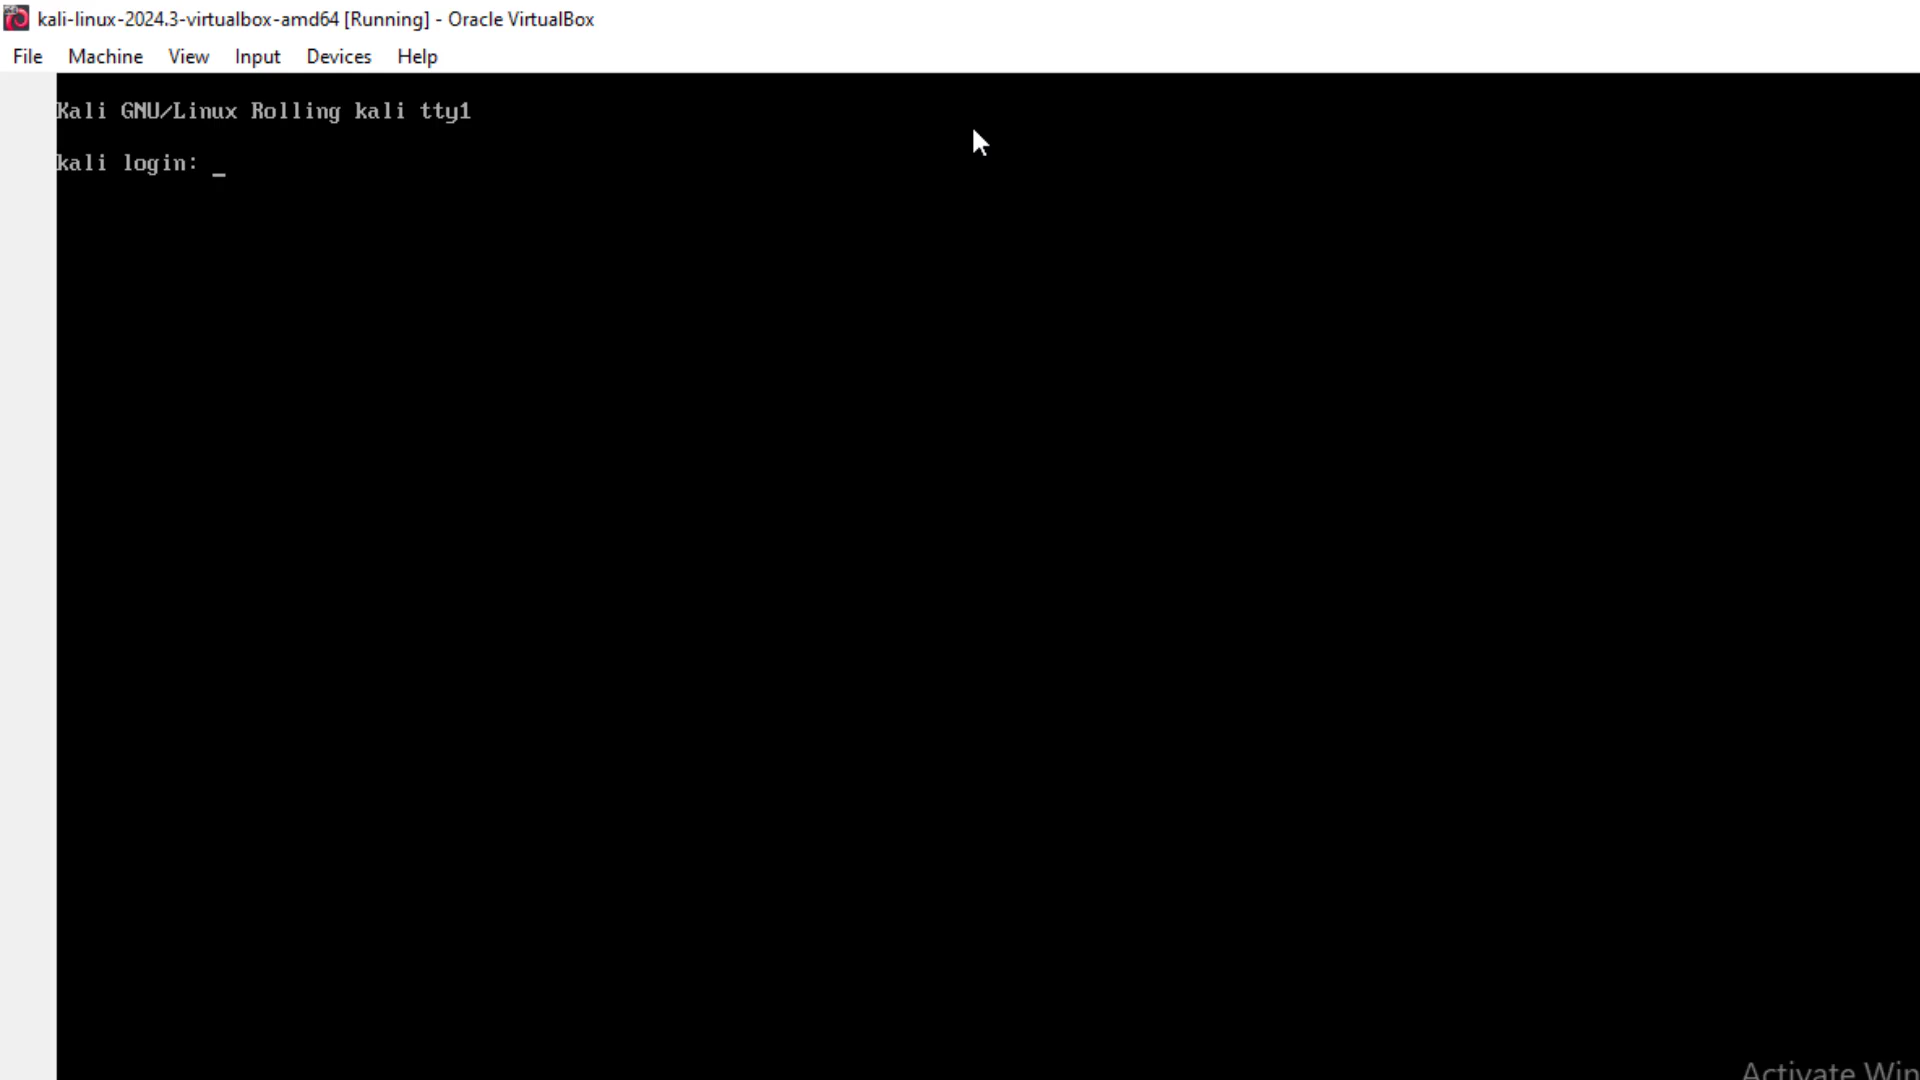 kali-linux-2024.3-virtualbox-amd64 [Running] - Oracle VirtualBox
File Machine View Input Devices Help
Kali GNU/Linux Rolling kali tty1
kali login: _
Activate Win